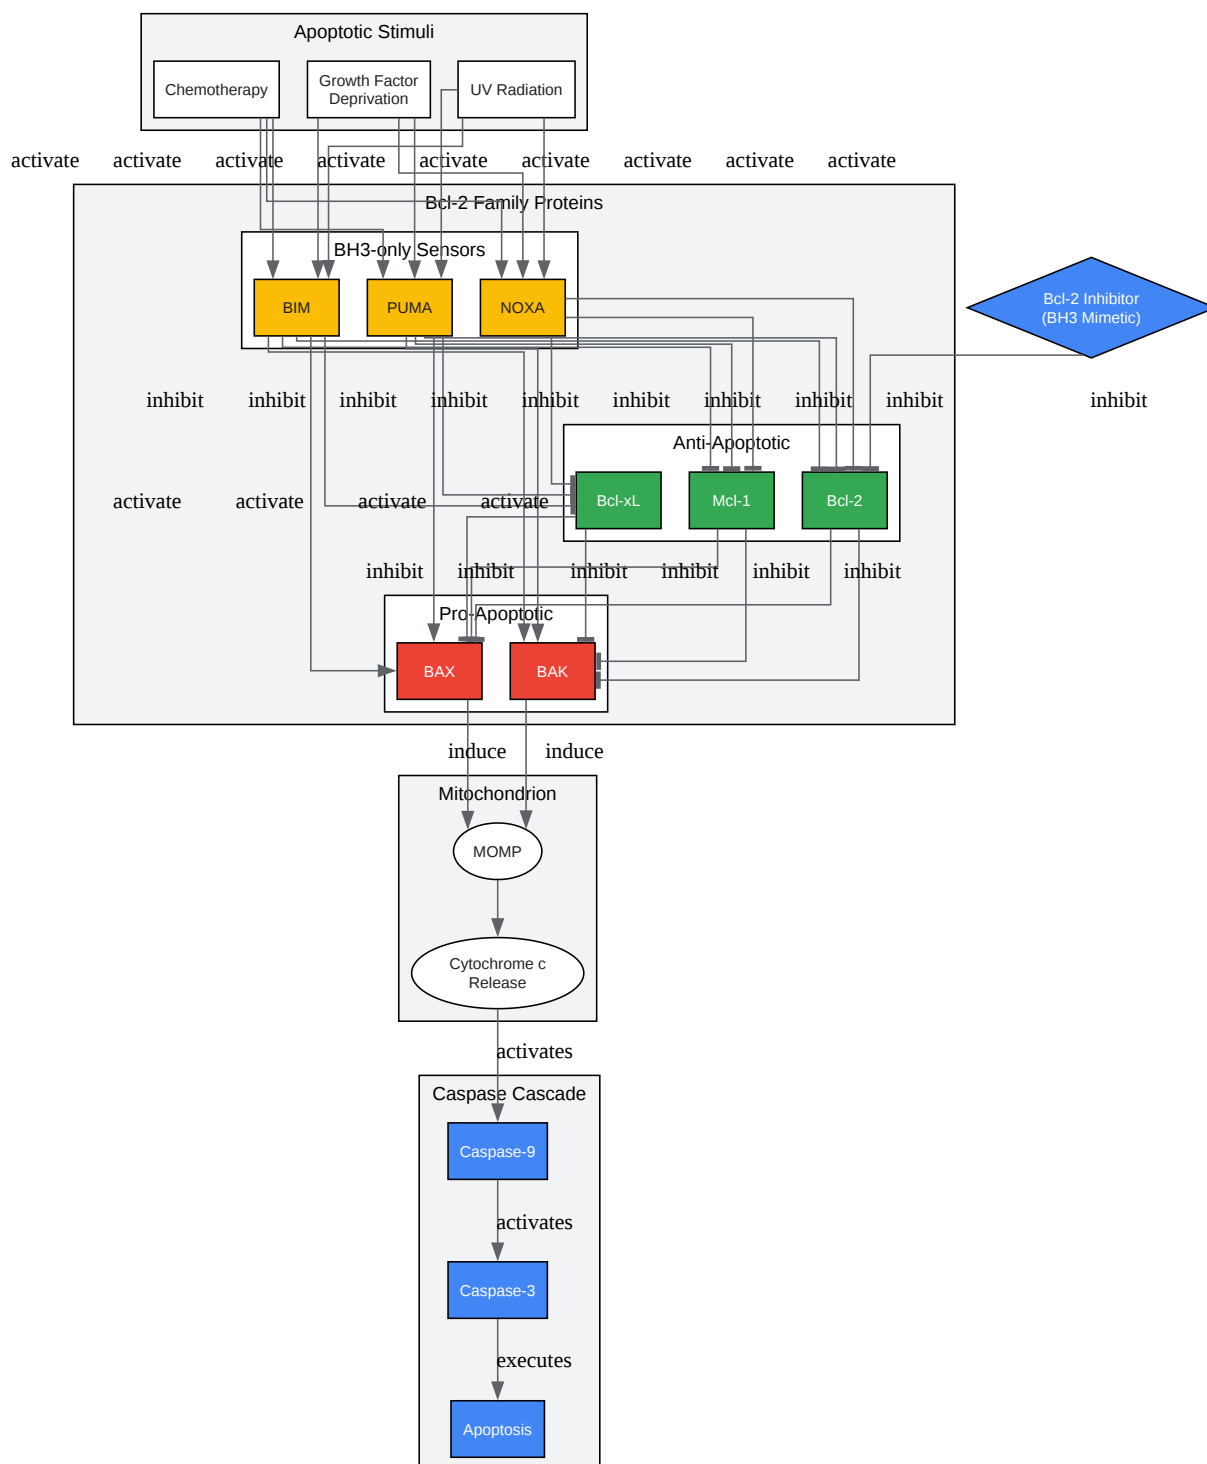 Apoptotic Stimuli
Chemotherapy
Growth Factor
Deprivation
UV Radiation
activate
activate
activate
activate
activate
activate
activate
activate
activate
Bcl-2 Family Proteins
BH3-only Sensors
BIM
PUMA
NOXA
Bcl-2 Inhibitor
(BH3 Mimetic)
inhibit
inhibit
inhibit
inhibit
inhibit
inhibit
inhibit
inhibit
inhibit
inhibit
Anti-Apoptotic
Bcl-xL
Mcl-1
Bcl-2
activate
activate
activate
activate
inhibit
inhibit
inhibit
inhibit
inhibit
inhibit
Pro-Apoptotic
BAX
BAK
induce
induce
Mitochondrion
MOMP
Cytochrome c
Release
activates
Caspase Cascade
Caspase-9
activates
Caspase-3
executes
Apoptosis